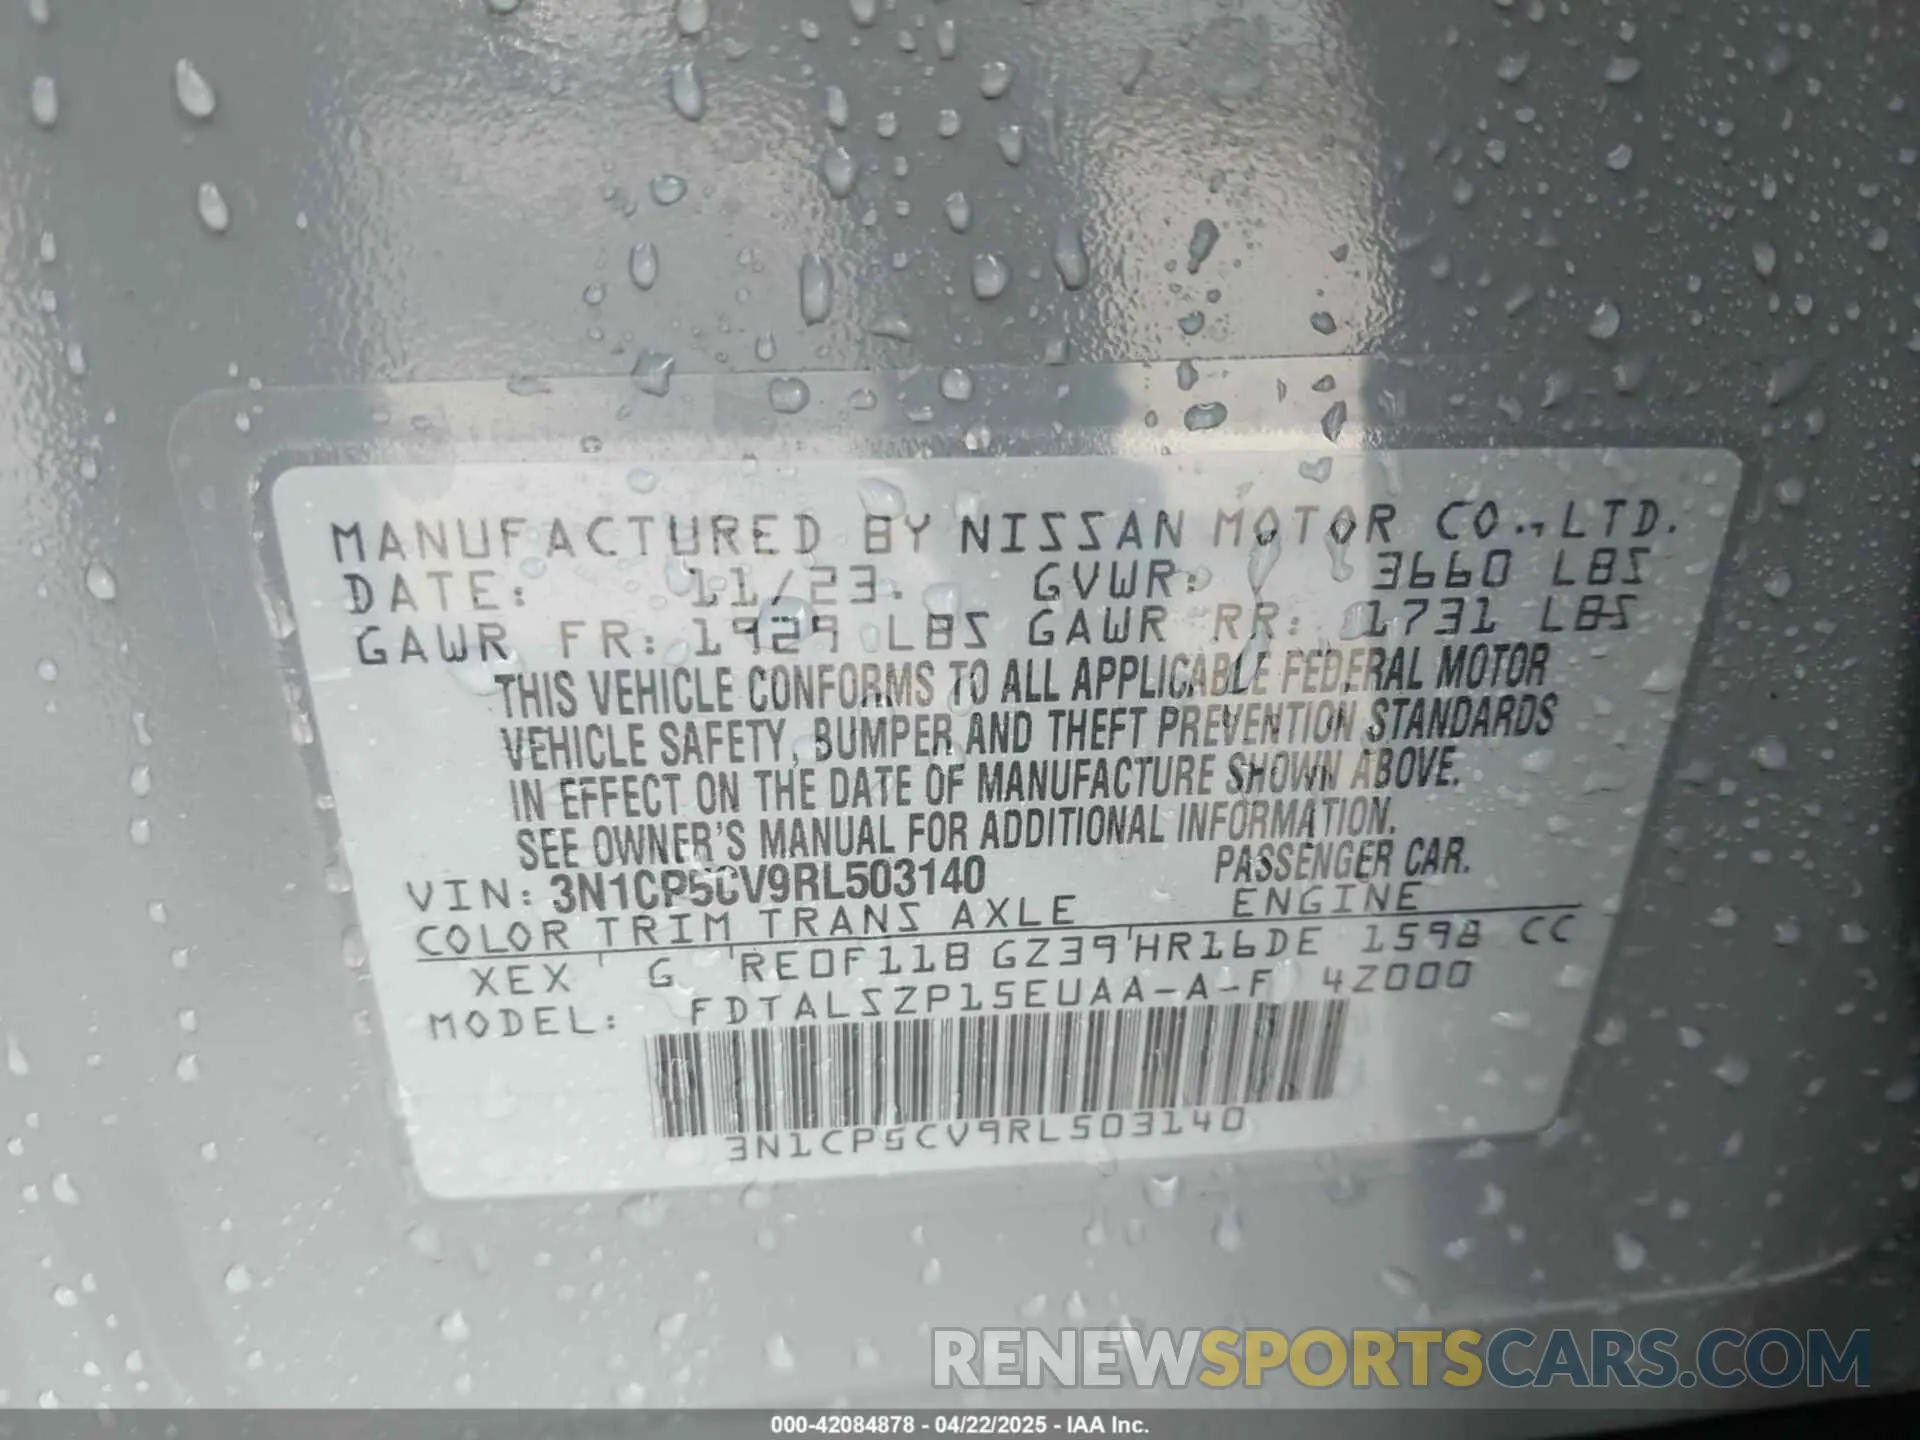 MANUFACTURED BY NISSAN MOTOR CO.,LTD.
DATE: 11/23. GVWR: 3660 LBS
GAWR FR: 1929 LBS GAWR RR: 1731 LBS
THIS VEHICLE CONFORMS TO ALL APPLICABLE FEDERAL MOTOR
VEHICLE SAFETY, BUMPER AND THEFT PREVENTION STANDARDS
IN EFFECT ON THE DATE OF MANUFACTURE SHOWN ABOVE.
SEE OWNER'S MANUAL FOR ADDITIONAL INFORMATION.
VIN: 3N1CP5CV9RL503140 PASSENGER CAR.
COLOR TRIM TRANS AXLE ENGINE
XEX G RE0F11B GZ39 HR16DE 1598 CC
MODEL: FDTALSZP15EUAA-A-F 4Z000
3N1CP5CV9RL503140
RENEWSPORTSCARS.COM
000-42084878 - 04/22/2025 - IAA Inc.